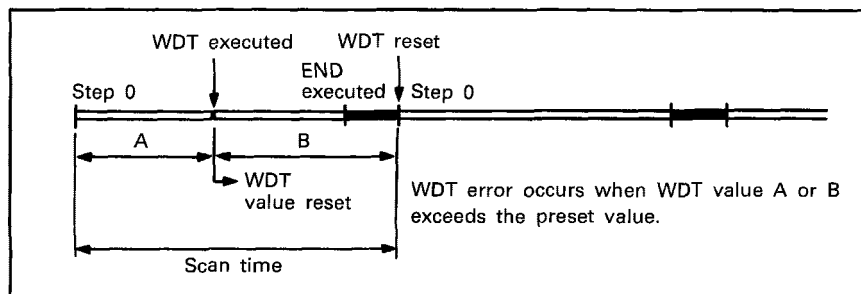 WDT executed
WDT reset
END
executed
Step 0
Step 0
A
B
WDT
value reset
WDT error occurs when WDT value A or B
exceeds the preset value.
Scan time